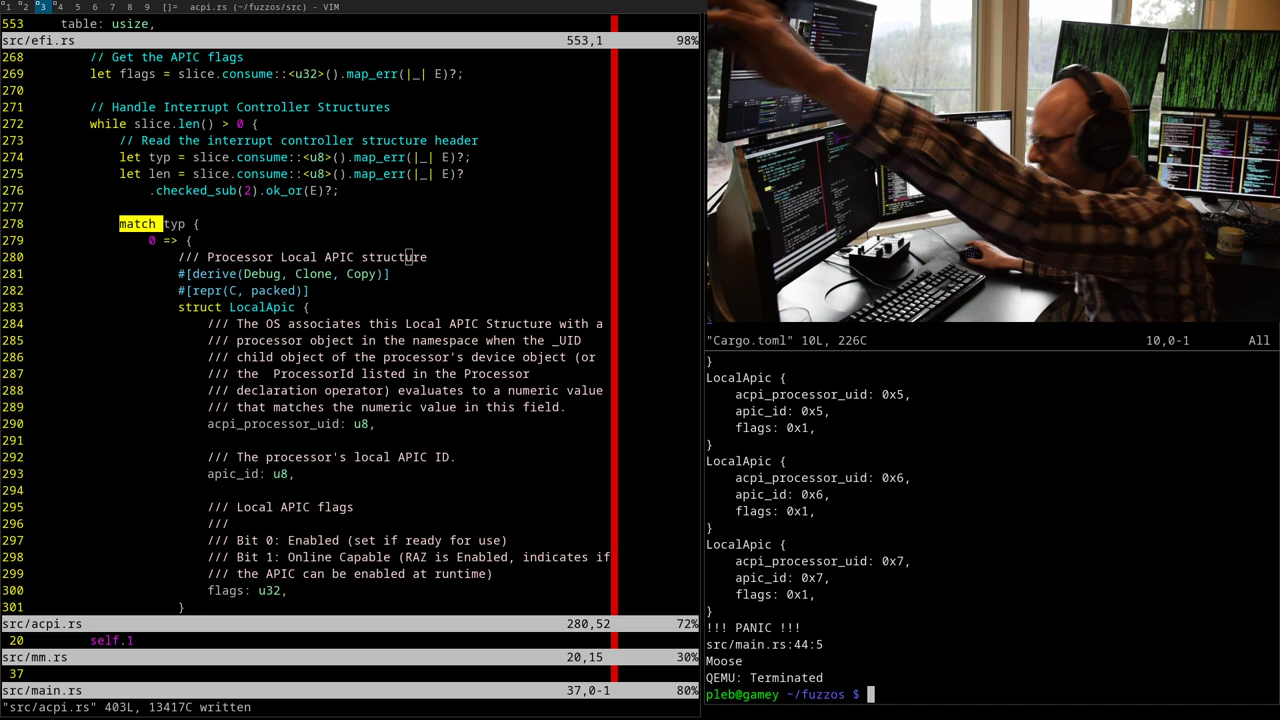 1 2 3 4 5 6 7 8 9 []= acpi.rs (~/fuzzos/src) - VIM
553     table: usize,
src/efi.rs 553,1 98%
268         // Get the APIC flags
269         let flags = slice.consume::<u32>().map_err(|_| E)?;
270
271         // Handle Interrupt Controller Structures
272         while slice.len() > 0 {
273             // Read the interrupt controller structure header
274             let typ = slice.consume::<u8>().map_err(|_| E)?;
275             let len = slice.consume::<u8>().map_err(|_| E)?
276                 .checked_sub(2).ok_or(E)?;
277
278             match typ {
279                 0 => {
280                     /// Processor Local APIC structure
281                     #[derive(Debug, Clone, Copy)]
282                     #[repr(C, packed)]
283                     struct LocalApic {
284                         /// The OS associates this Local APIC Structure with a
285                         /// processor object in the namespace when the _UID
286                         /// child object of the processor's device object (or
287                         /// the  ProcessorId listed in the Processor
288                         /// declaration operator) evaluates to a numeric value
289                         /// that matches the numeric value in this field.
290                         acpi_processor_uid: u8,
291
292                         /// The processor's local APIC ID.
293                         apic_id: u8,
294
295                         /// Local APIC flags
296                         ///
297                         /// Bit 0: Enabled (set if ready for use)
298                         /// Bit 1: Online Capable (RAZ is Enabled, indicates if
299                         /// the APIC can be enabled at runtime)
300                         flags: u32,
301                     }
src/acpi.rs 280,52 72%
20         self.1
src/mm.rs 20,15 30%
37
src/main.rs 37,0-1 80%
"src/acpi.rs" 403L, 13417C written
"Cargo.toml" 10L, 226C 10,0-1 All
}
LocalApic {
    acpi_processor_uid: 0x5,
    apic_id: 0x5,
    flags: 0x1,
}
LocalApic {
    acpi_processor_uid: 0x6,
    apic_id: 0x6,
    flags: 0x1,
}
LocalApic {
    acpi_processor_uid: 0x7,
    apic_id: 0x7,
    flags: 0x1,
}
!!! PANIC !!!
src/main.rs:44:5
Moose
QEMU: Terminated
pleb@gamey ~/fuzzos $